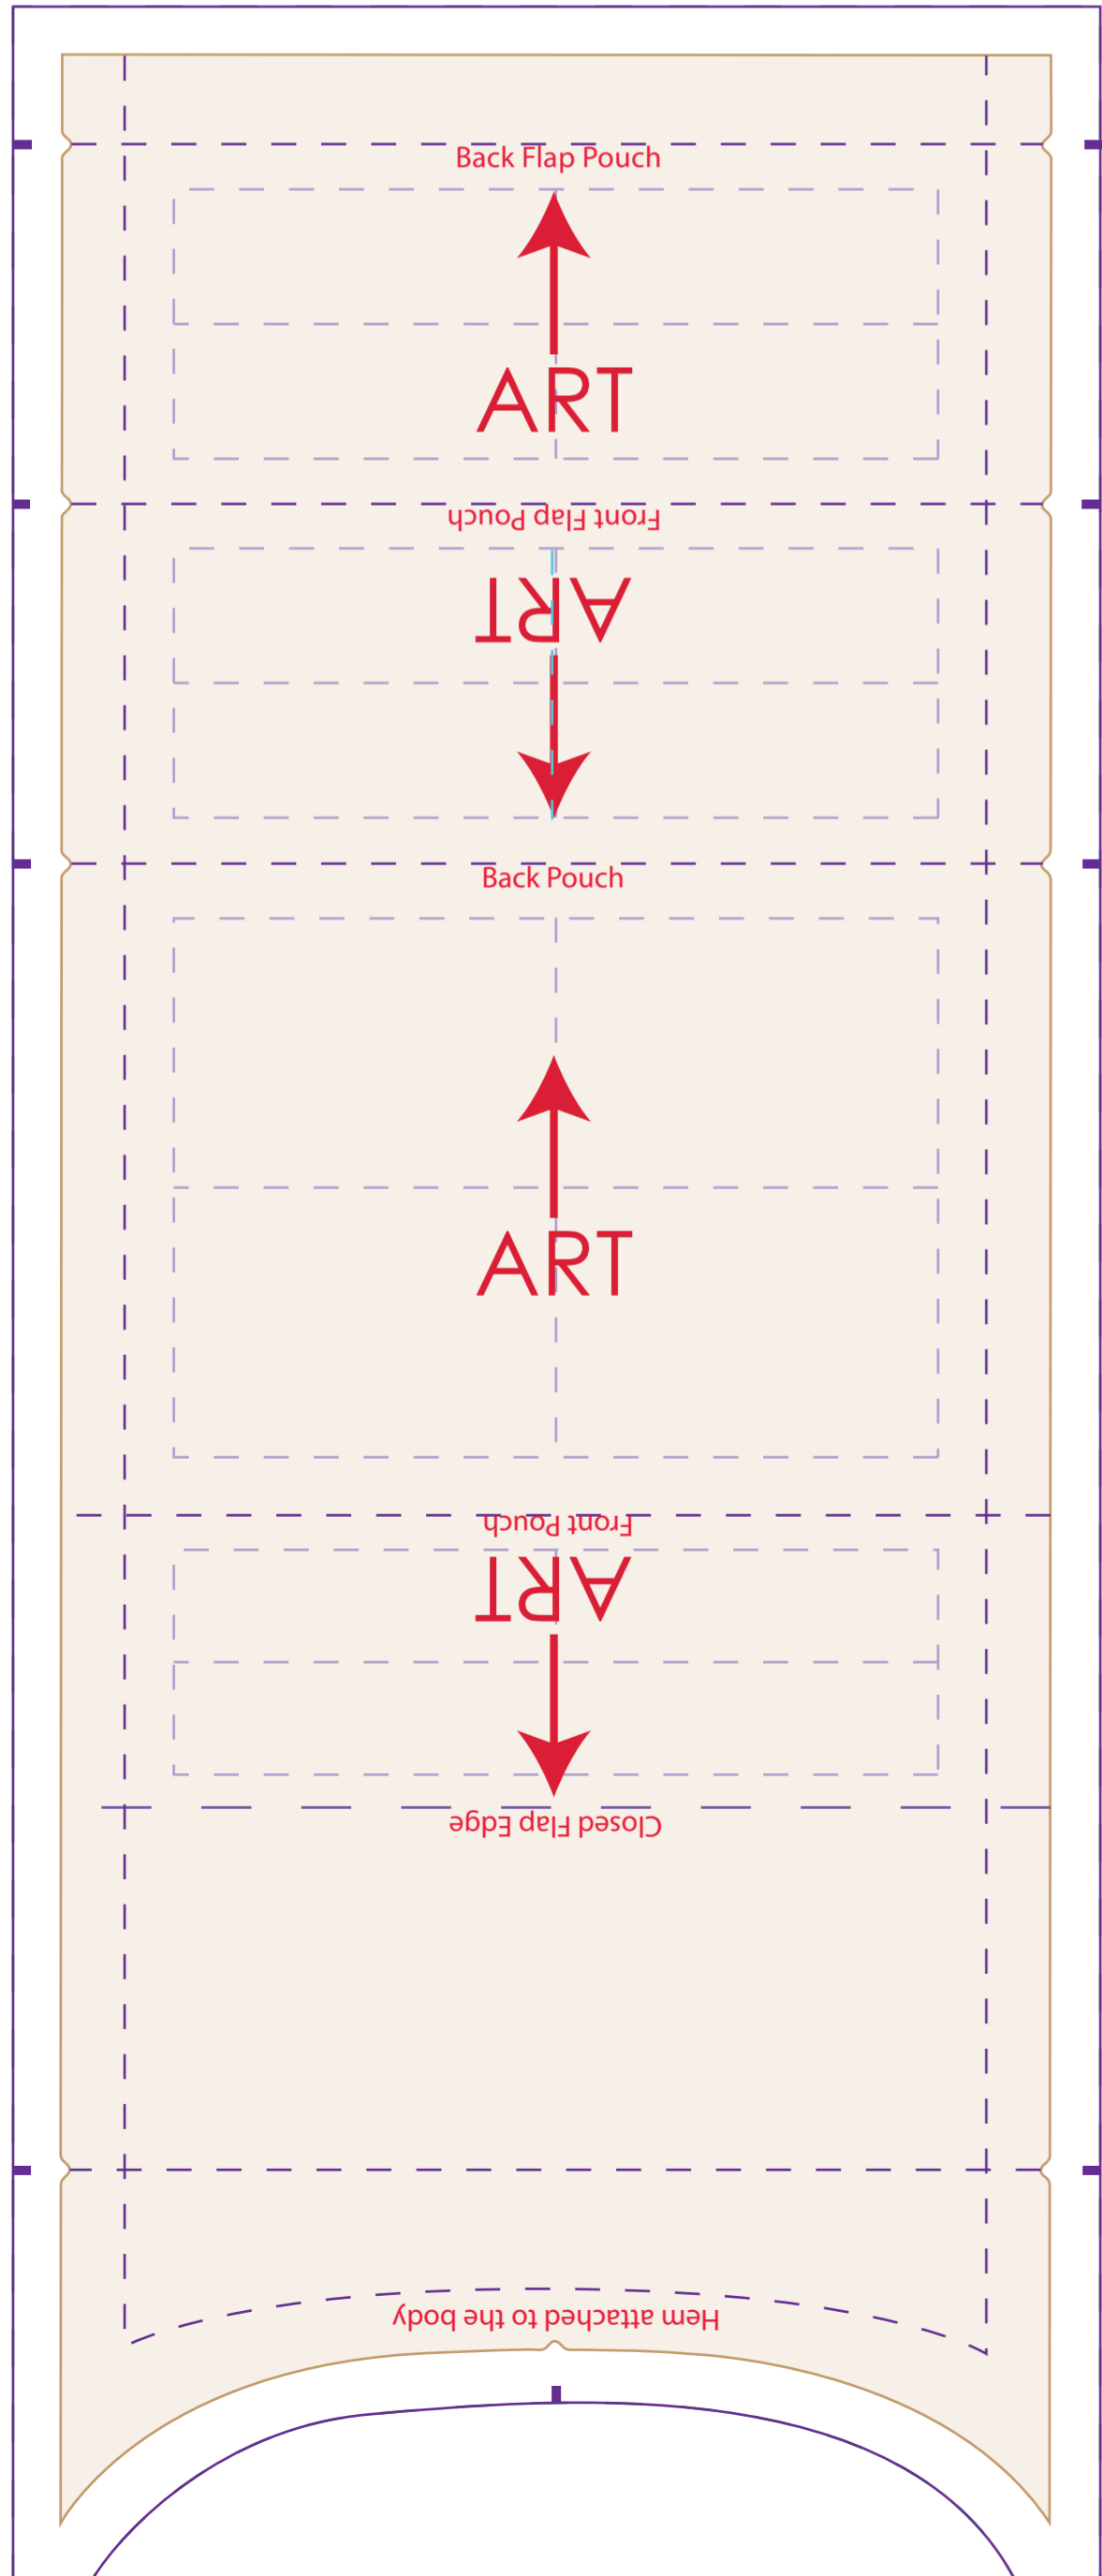 Back Flap Pouch
ART
Front Flap Pouch
ART
Back Pouch
ART
Front Pouch
ART
Closed Flap Edge
Hem attached to the body